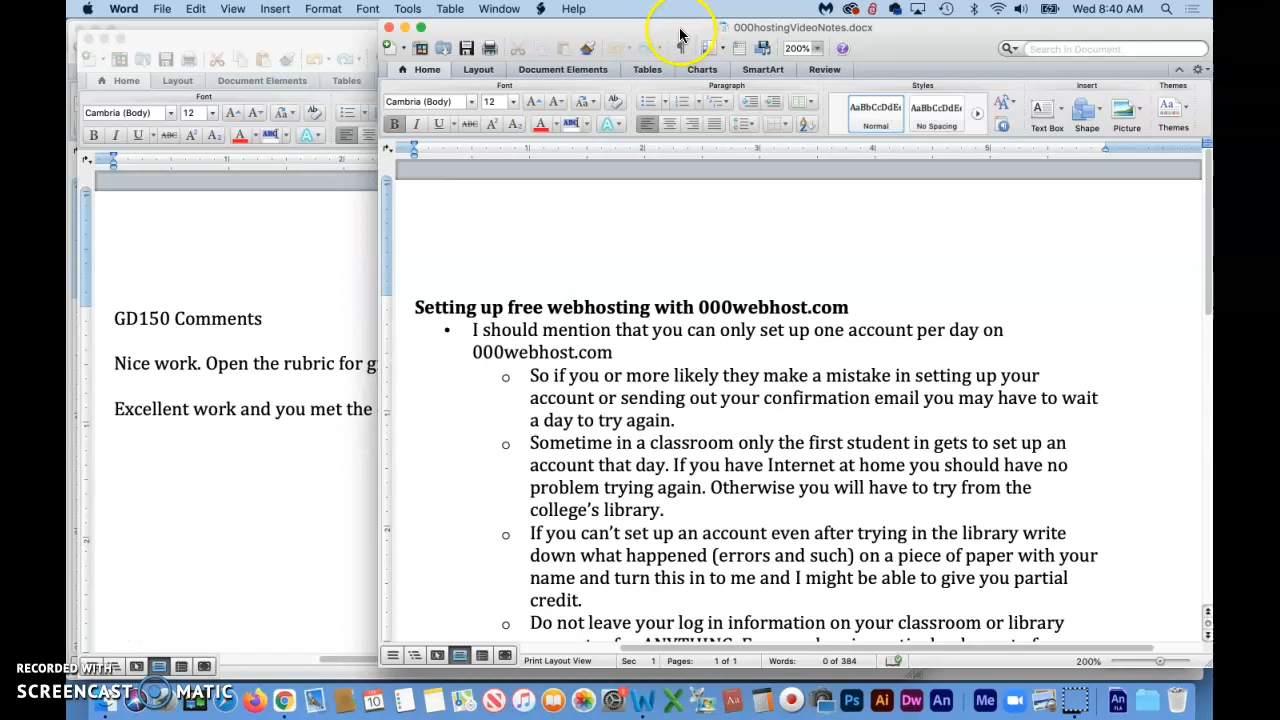 Word File Edit View Insert Format Font Tools Table Window Help Wed 8:40 AM
000hostingVideoNotes.docx
200% Search in Document
Home Layout Tables
Home Layout Document Elements Tables Charts SmartArt Review
Font
Font Paragraph Styles Insert Themes
Cambria (Body) 12
Cambria (Body) 12
AaBbCcDdEe AaBbCcDdEe
Normal No Spacing Text Box Shape Picture Themes
Setting up free webhosting with 000webhost.com
• I should mention that you can only set up one account per day on
000webhost.com
o So if you or more likely they make a mistake in setting up your
account or sending out your confirmation email you may have to wait
a day to try again.
o Sometime in a classroom only the first student in gets to set up an
account that day. If you have Internet at home you should have no
problem trying again. Otherwise you will have to try from the
college’s library.
o If you can’t set up an account even after trying in the library write
down what happened (errors and such) on a piece of paper with your
name and turn this in to me and I might be able to give you partial
credit.
o Do not leave your log in information on your classroom or library
GD150 Comments
Nice work. Open the rubric for g
Excellent work and you met the
Print Layout View Sec 1 Pages: 1 of 1 Words: 0 of 384 200%
RECORDED WITH
SCREENCAST MATIC